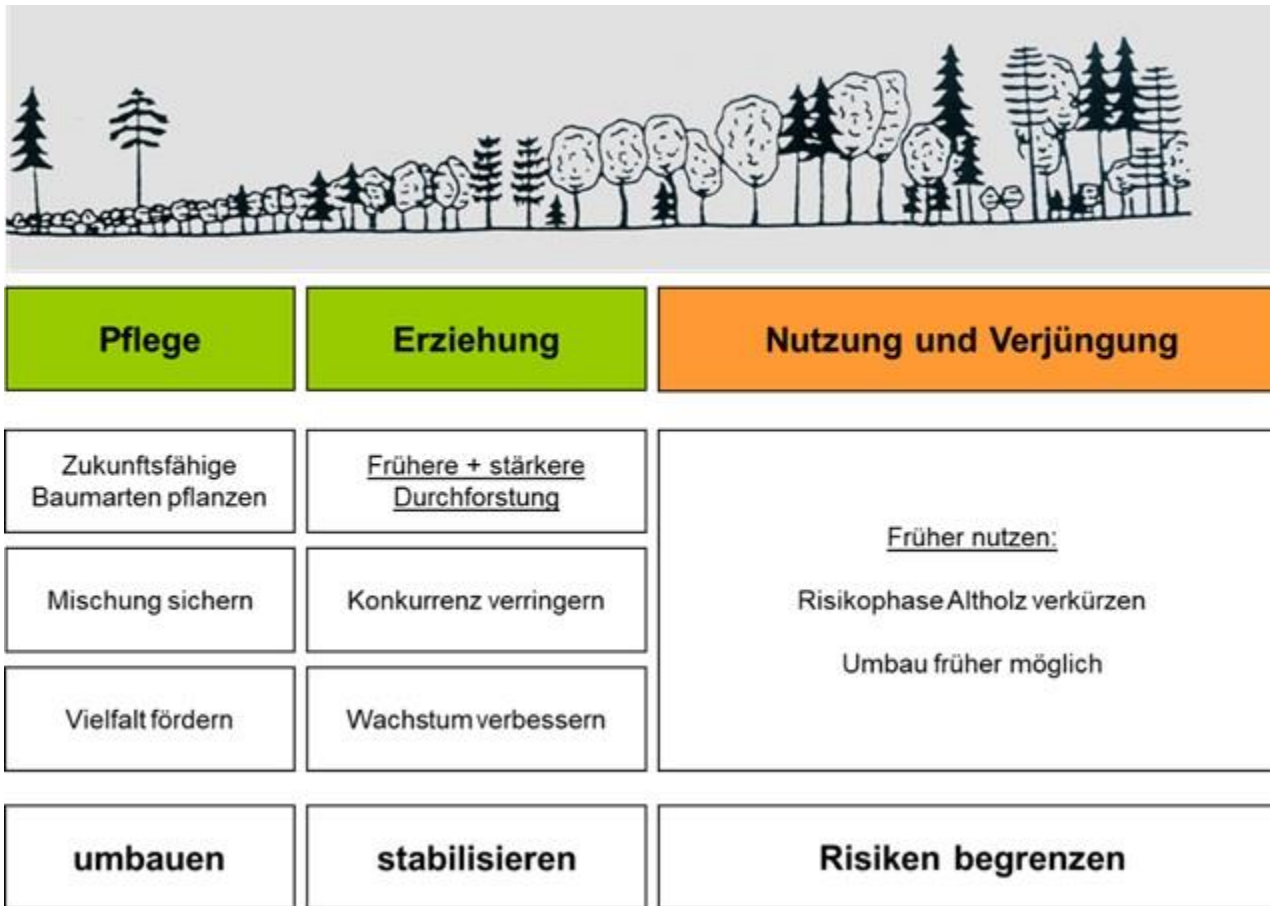 Pflege
Erziehung
Nutzung und Verjüngung
Zukunftsfähige
Baumarten pflanzen
Frühere + stärkere
Durchforstung
Früher nutzen:
Risikophase Altholz verkürzen
Umbau früher möglich
Mischung sichern
Konkurrenz verringern
Vielfalt fördern
Wachstum verbessern
umbauen
stabilisieren
Risiken begrenzen